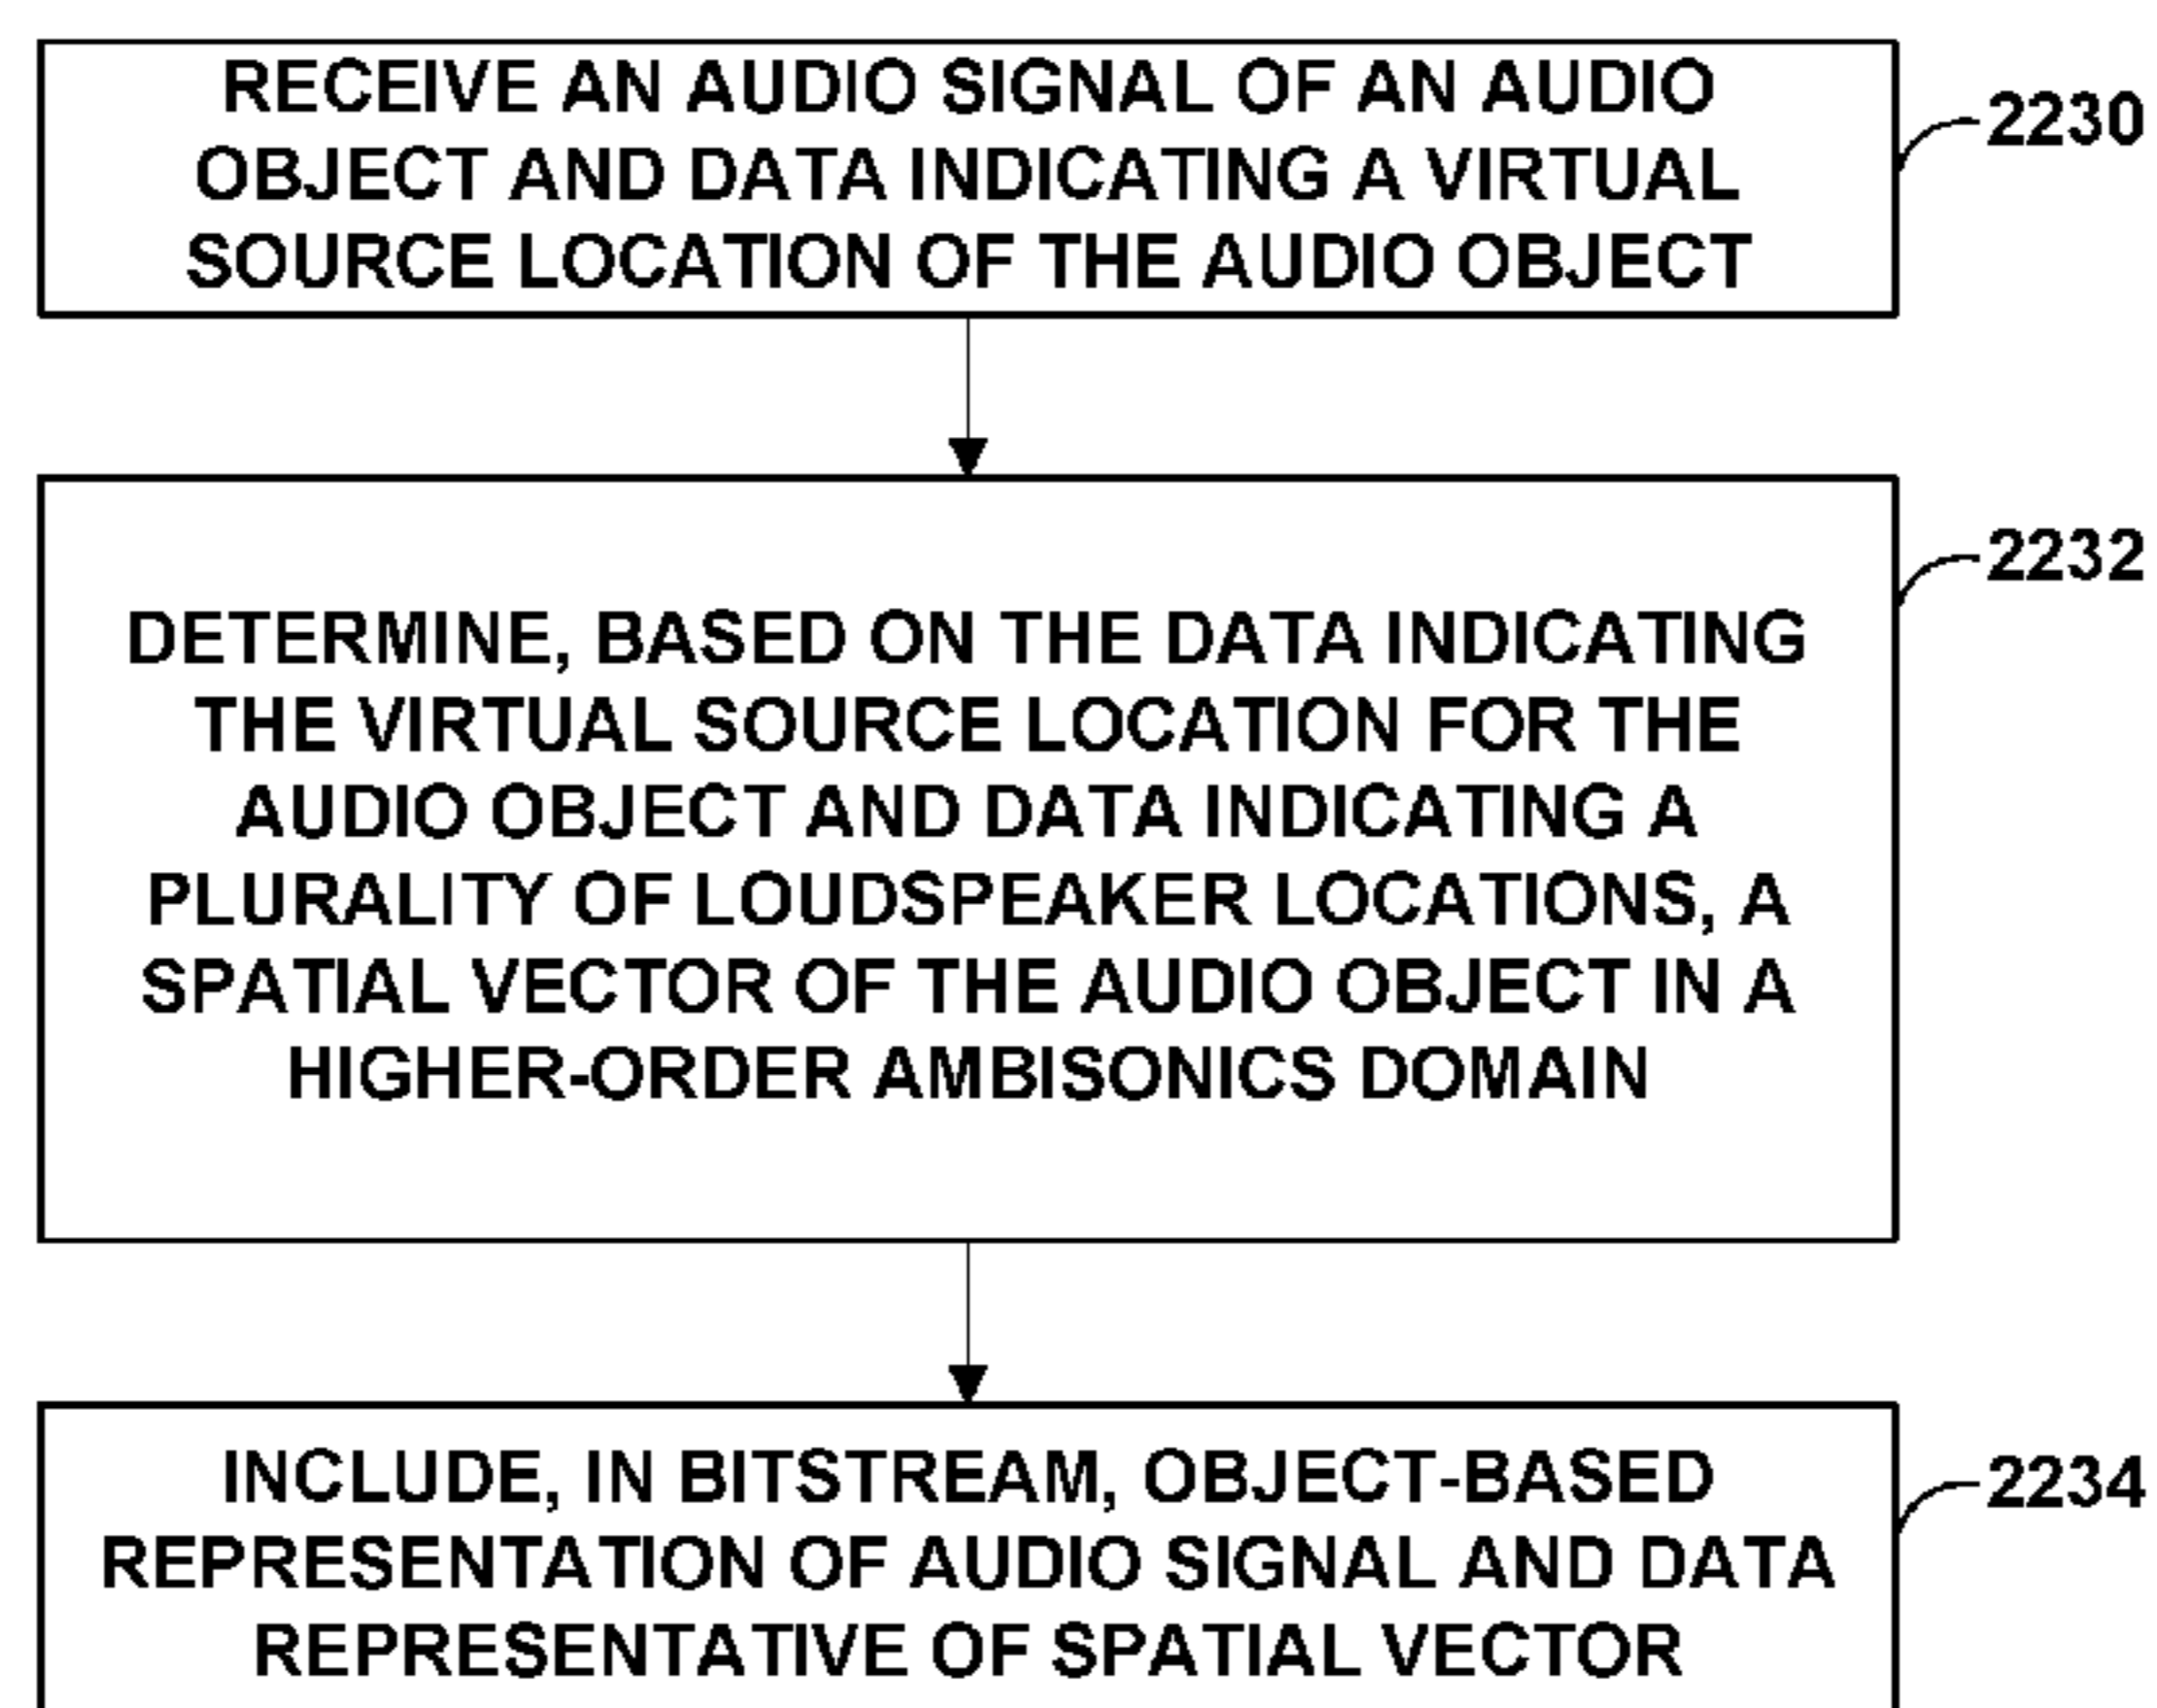 RECEIVE AN AUDIO SIGNAL OF AN AUDIO
OBJECT AND DATA INDICATING A VIRTUAL
SOURCE LOCATION OF THE AUDIO OBJECT
2230
DETERMINE, BASED ON THE DATA INDICATING
THE VIRTUAL SOURCE LOCATION FOR THE
AUDIO OBJECT AND DATA INDICATING A
PLURALITY OF LOUDSPEAKER LOCATIONS, A
SPATIAL VECTOR OF THE AUDIO OBJECT IN A
HIGHER-ORDER AMBISONICS DOMAIN
2232
INCLUDE, IN BITSTREAM, OBJECT-BASED
REPRESENTATION OF AUDIO SIGNAL AND DATA
REPRESENTATIVE OF SPATIAL VECTOR
2234